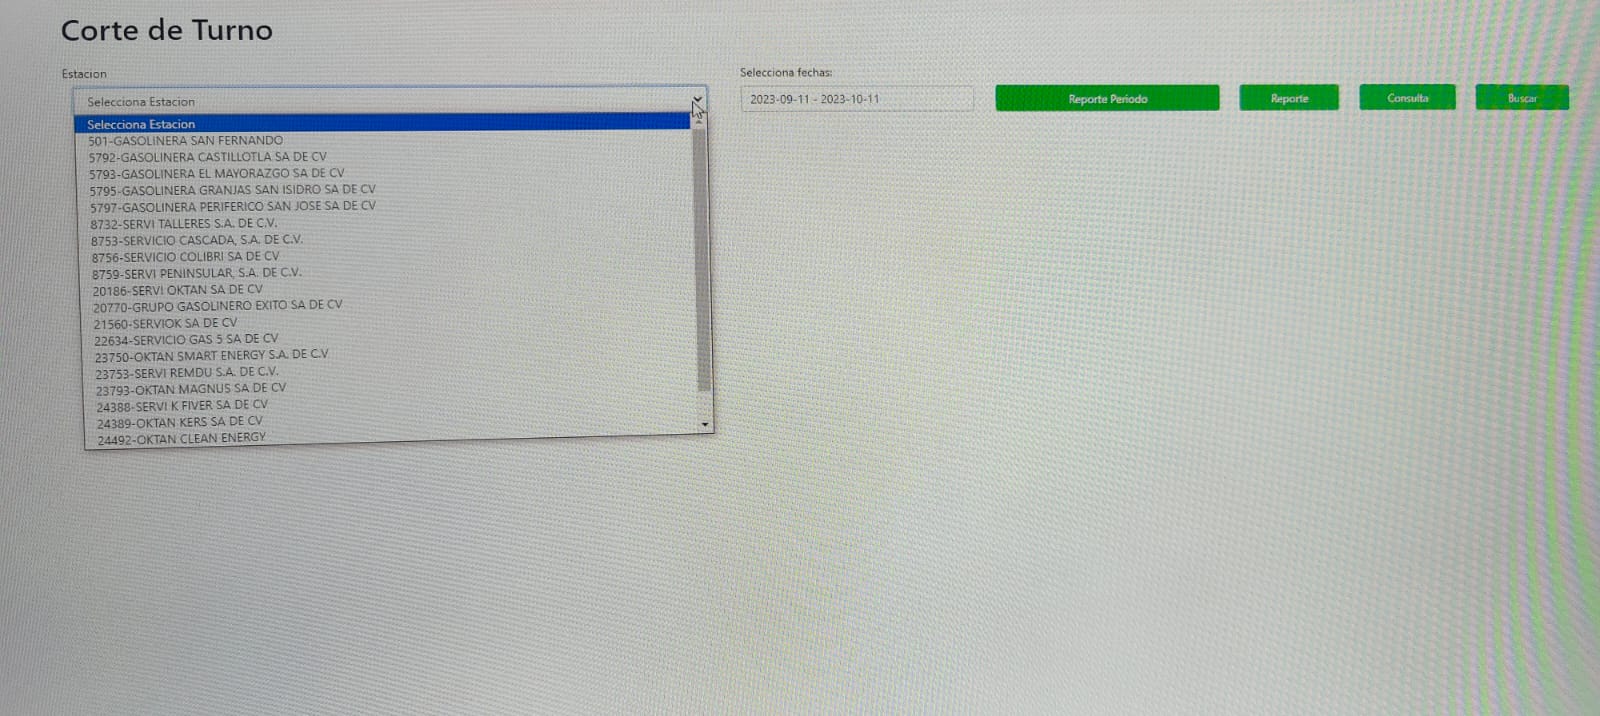 Corte de Turno
Estacion
Selecciona fechas:
Selecciona Estacion
2023-09-11 - 2023-10-11
Reporte Periodo
Reporte
Consulta
Buscar
Selecciona Estacion
501-GASOLINERA SAN FERNANDO
5792-GASOLINERA CASTILLOTLA SA DE CV
5793-GASOLINERA EL MAYORAZGO SA DE CV
5795-GASOLINERA GRANJAS SAN ISIDRO SA DE CV
5797-GASOLINERA PERIFERICO SAN JOSE SA DE CV
8732-SERVI TALLERES S.A. DE C.V.
8753-SERVICIO CASCADA, S.A. DE C.V.
8756-SERVICIO COLIBRI SA DE CV
8759-SERVI PENINSULAR, S.A. DE C.V.
20186-SERVI OKTAN SA DE CV
20770-GRUPO GASOLINERO EXITO SA DE CV
21560-SERVIOK SA DE CV
22634-SERVICIO GAS 5 SA DE CV
23750-OKTAN SMART ENERGY S.A. DE C.V
23753-SERVI REMDU S.A. DE C.V.
23793-OKTAN MAGNUS SA DE CV
24388-SERVI K FIVER SA DE CV
24389-OKTAN KERS SA DE CV
24492-OKTAN CLEAN ENERGY